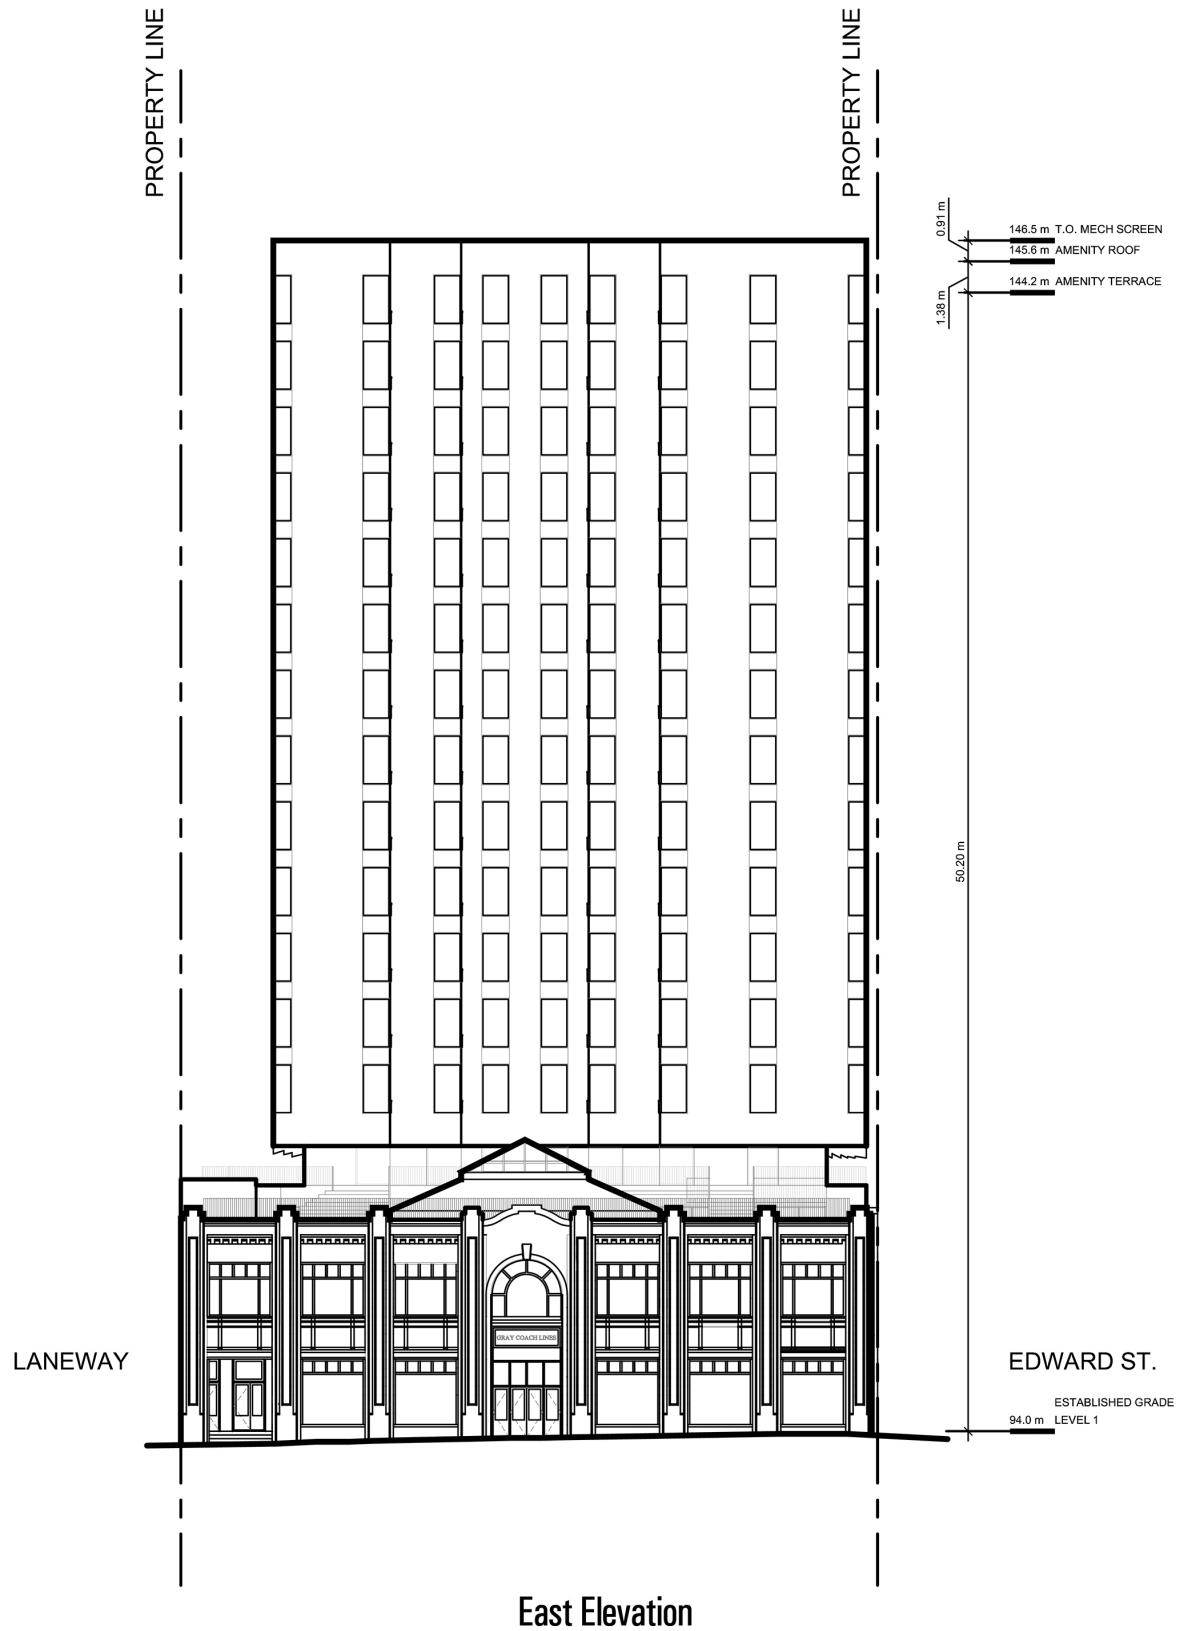 PROPERTY LINE
PROPERTY LINE
0.91 m
146.5 m T.O. MECH SCREEN
145.6 m AMENITY ROOF
144.2 m AMENITY TERRACE
1.38 m
50.20 m
GRAY COACH LINES
LANEWAY
EDWARD ST.
ESTABLISHED GRADE
94.0 m LEVEL 1
East Elevation